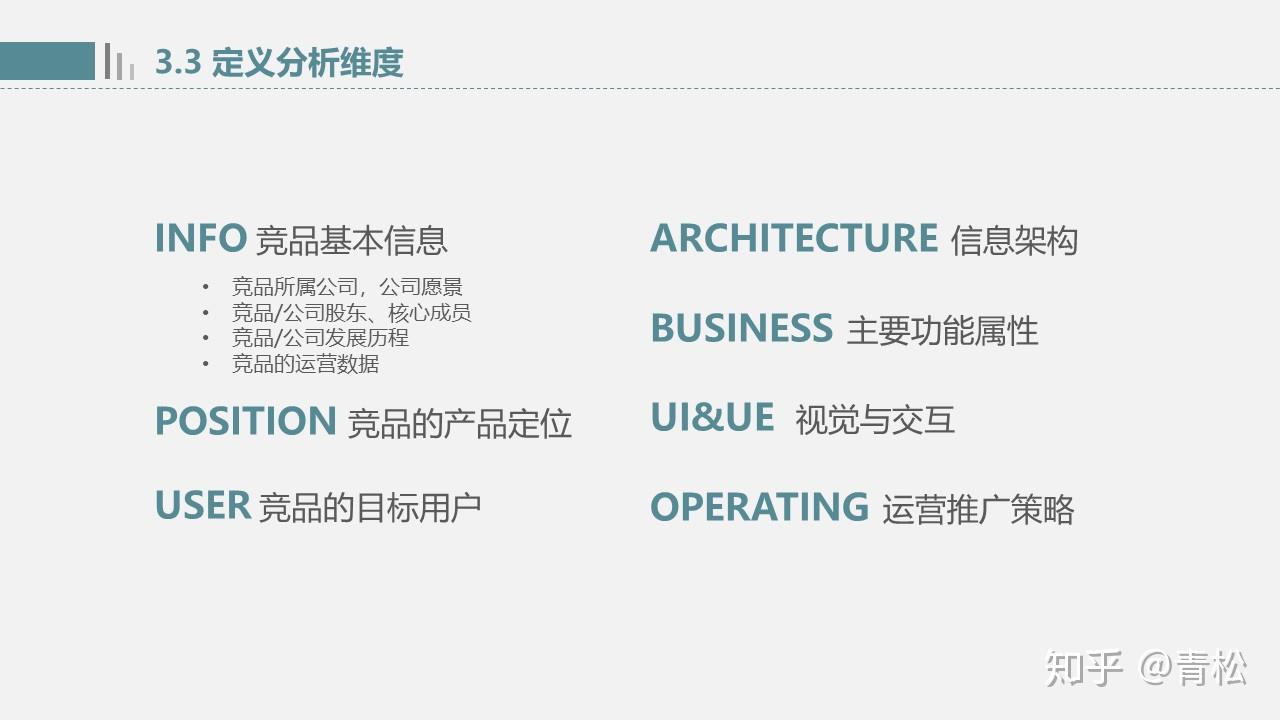 3.3 定义分析维度
INFO 竞品基本信息
• 竞品所属公司，公司愿景
• 竞品/公司股东、核心成员
• 竞品/公司发展历程
• 竞品的运营数据
POSITION 竞品的产品定位
USER 竞品的目标用户
ARCHITECTURE 信息架构
BUSINESS 主要功能属性
UI&UE 视觉与交互
OPERATING 运营推广策略
知乎 @青松